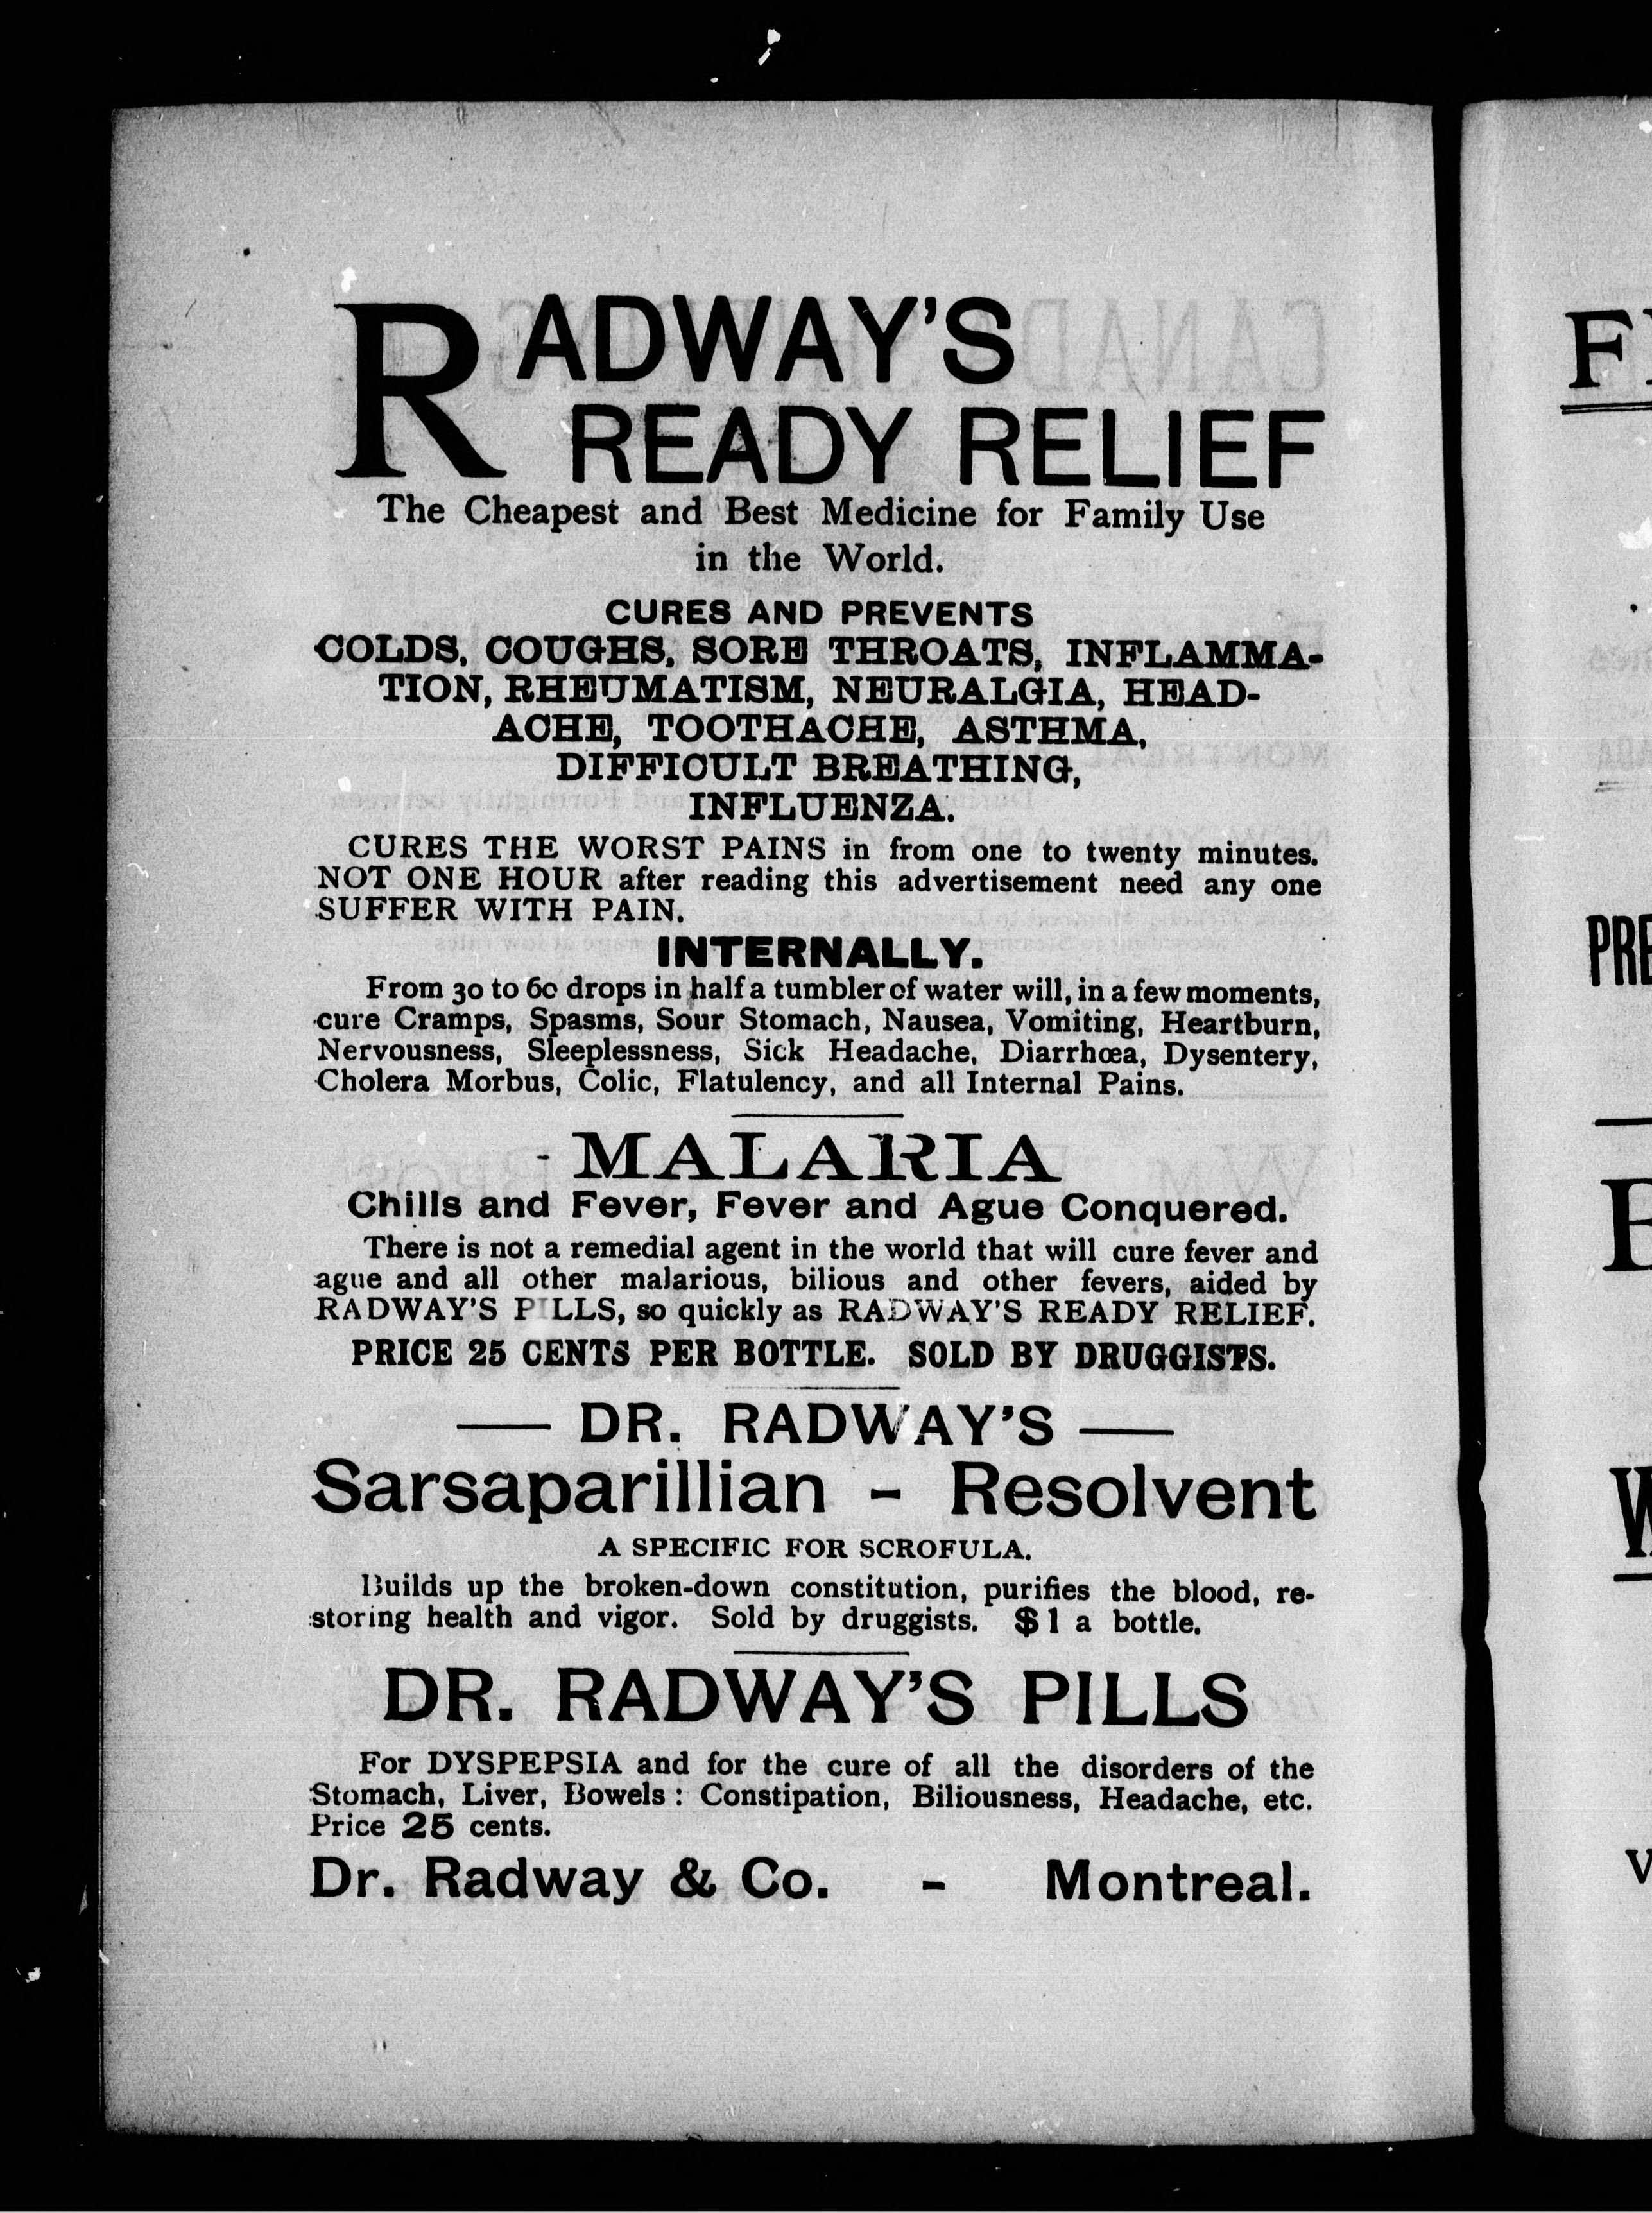 RADWAY'S
READY RELIEF
The Cheapest and Best Medicine for Family Use
in the World.
CURES AND PREVENTS
COLDS, COUGHS, SORE THROATS, INFLAMMA-
TION, RHEUMATISM, NEURALGIA, HEAD-
ACHE, TOOTHACHE, ASTHMA,
DIFFICULT BREATHING,
INFLUENZA.
CURES THE WORST PAINS in from one to twenty minutes.
NOT ONE HOUR after reading this advertisement need any one
SUFFER WITH PAIN.
INTERNALLY.
From 30 to 60 drops in half a tumbler of water will, in a few moments,
cure Cramps, Spasms, Sour Stomach, Nausea, Vomiting, Heartburn,
Nervousness, Sleeplessness, Sick Headache, Diarrhœa, Dysentery,
Cholera Morbus, Colic, Flatulency, and all Internal Pains.
MALARIA
Chills and Fever, Fever and Ague Conquered.
There is not a remedial agent in the world that will cure fever and
ague and all other malarious, bilious and other fevers, aided by
RADWAY'S PILLS, so quickly as RADWAY'S READY RELIEF.
PRICE 25 CENTS PER BOTTLE. SOLD BY DRUGGISTS.
— DR. RADWAY'S —
Sarsaparillian - Resolvent
A SPECIFIC FOR SCROFULA.
Builds up the broken-down constitution, purifies the blood, re-
storing health and vigor. Sold by druggists. $1 a bottle.
DR. RADWAY'S PILLS
For DYSPEPSIA and for the cure of all the disorders of the
Stomach, Liver, Bowels: Constipation, Biliousness, Headache, etc.
Price 25 cents.
Dr. Radway & Co. - Montreal.